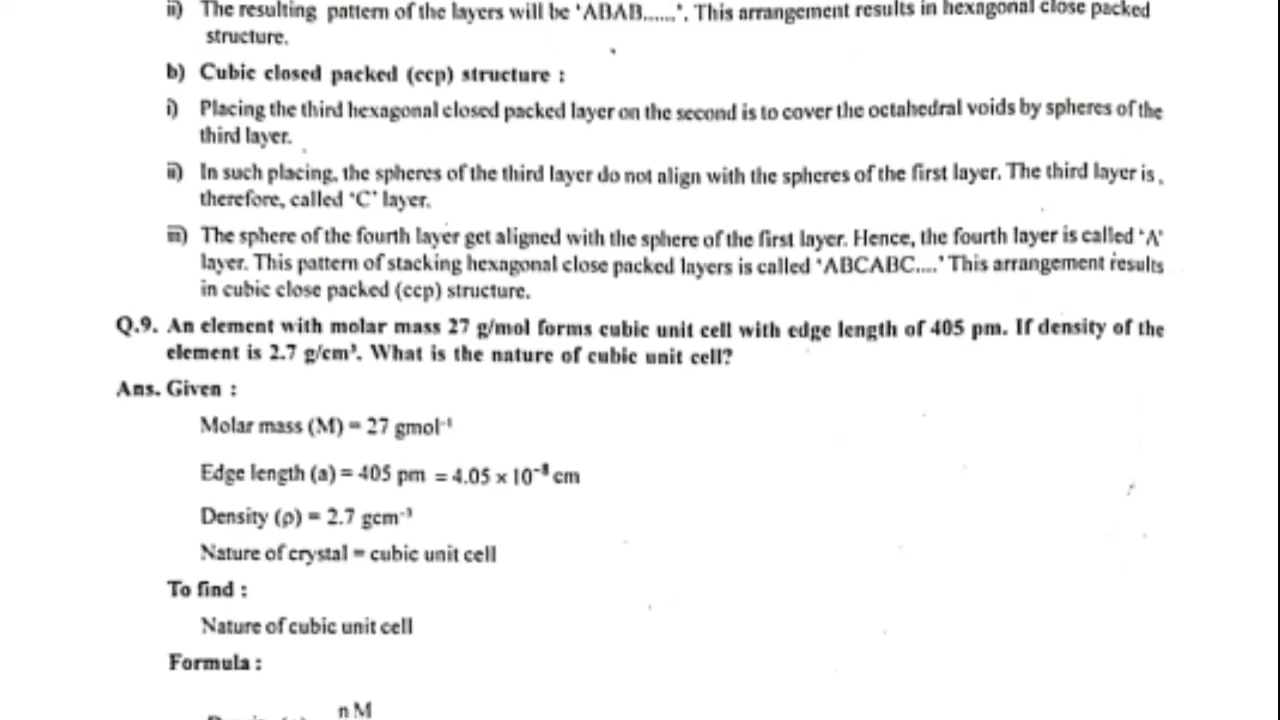 ii) The resulting pattern of the layers will be 'ABAB......'. This arrangement results in hexagonal close packed
structure.
b) Cubic closed packed (ccp) structure :
i) Placing the third hexagonal closed packed layer on the second is to cover the octahedral voids by spheres of the
third layer.
ii) In such placing, the spheres of the third layer do not align with the spheres of the first layer. The third layer is,
therefore, called 'C' layer.
iii) The sphere of the fourth layer get aligned with the sphere of the first layer. Hence, the fourth layer is called 'A'
layer. This pattern of stacking hexagonal close packed layers is called 'ABCABC....' This arrangement results
in cubic close packed (ccp) structure.
Q.9. An element with molar mass 27 g/mol forms cubic unit cell with edge length of 405 pm. If density of the
element is 2.7 g/cm³. What is the nature of cubic unit cell?
Ans. Given :
Molar mass (M) = 27 gmol⁻¹
Edge length (a) = 405 pm = 4.05 × 10⁻⁸ cm
Density (ρ) = 2.7 gcm⁻³
Nature of crystal = cubic unit cell
To find :
Nature of cubic unit cell
Formula :
n M